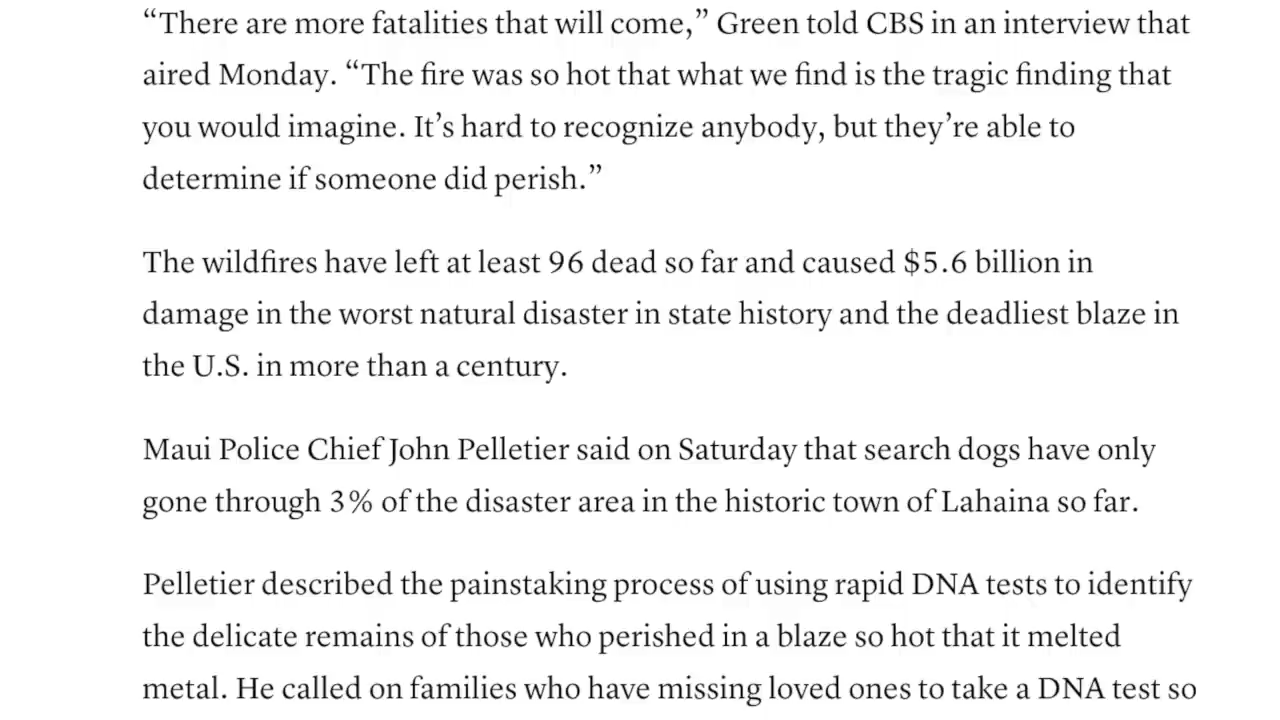 “There are more fatalities that will come,” Green told CBS in an interview that
aired Monday. “The fire was so hot that what we find is the tragic finding that
you would imagine. It’s hard to recognize anybody, but they’re able to
determine if someone did perish.”
The wildfires have left at least 96 dead so far and caused $5.6 billion in
damage in the worst natural disaster in state history and the deadliest blaze in
the U.S. in more than a century.
Maui Police Chief John Pelletier said on Saturday that search dogs have only
gone through 3% of the disaster area in the historic town of Lahaina so far.
Pelletier described the painstaking process of using rapid DNA tests to identify
the delicate remains of those who perished in a blaze so hot that it melted
metal. He called on families who have missing loved ones to take a DNA test so